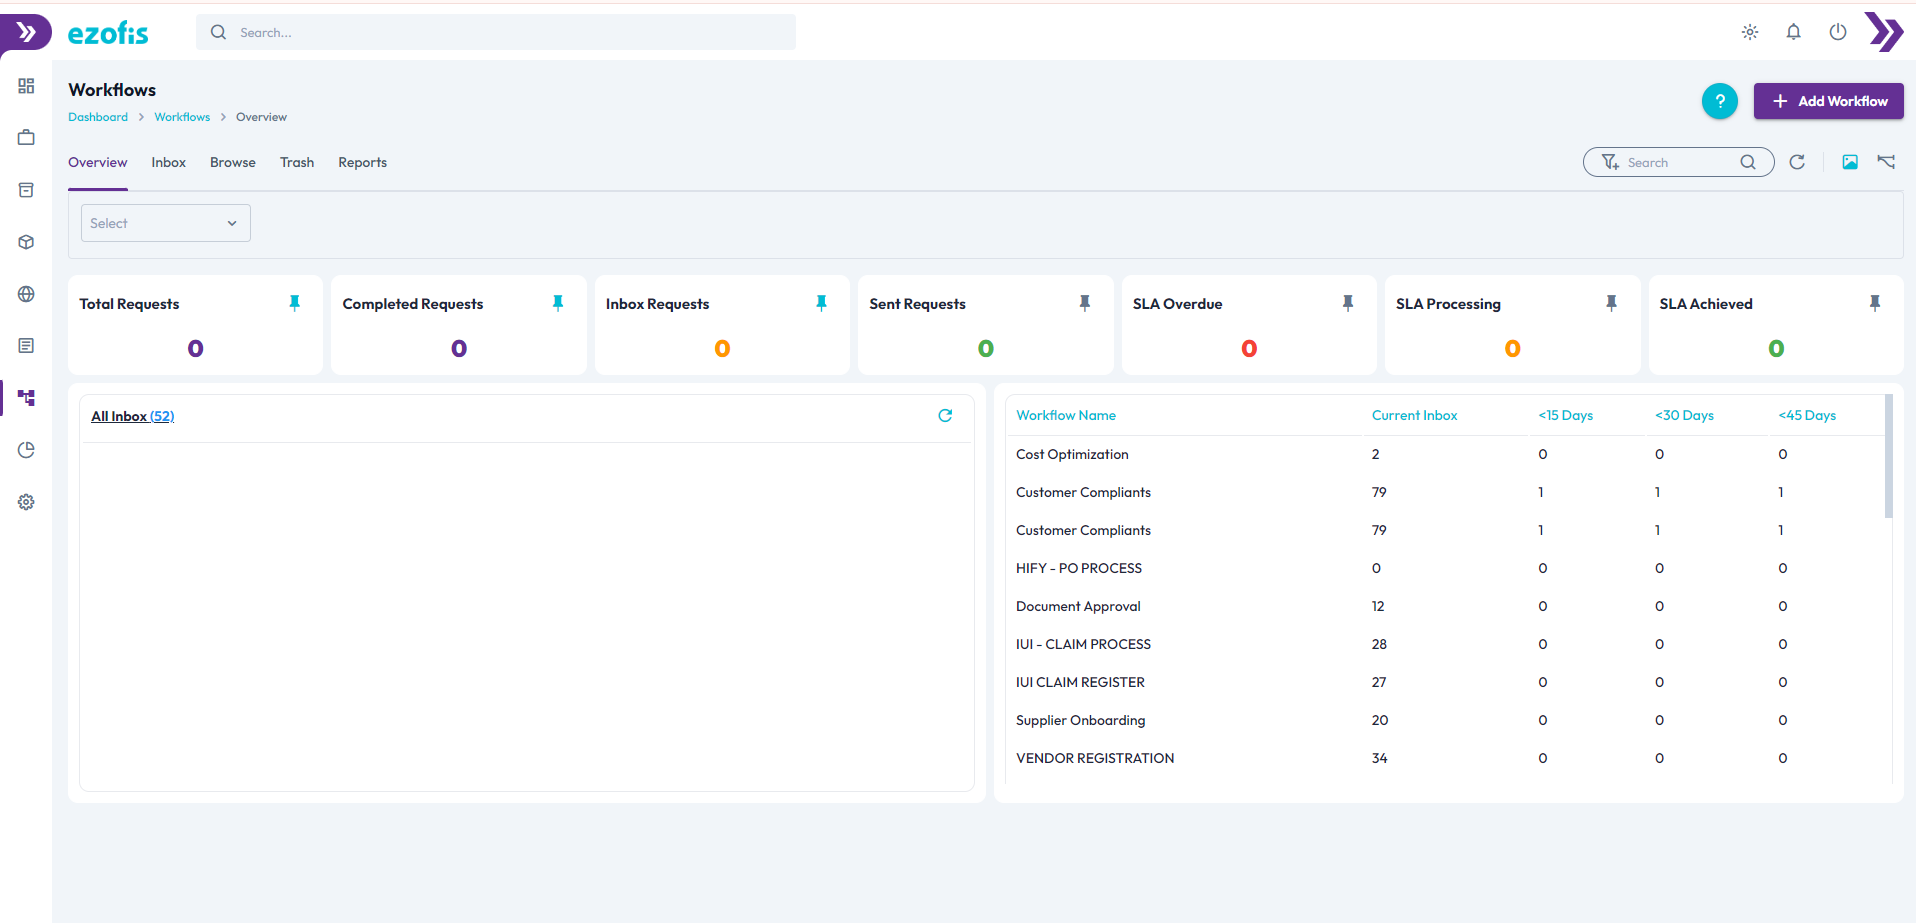 ezofis
Search...
Workflows
Dashboard > Workflows > Overview
?
+ Add Workflow
Overview Inbox Browse Trash Reports
Search
Select
Total Requests Completed Requests Inbox Requests Sent Requests SLA Overdue SLA Processing SLA Achieved
0 0 0 0 0 0 0
All Inbox (52)
Workflow Name Current Inbox <15 Days <30 Days <45 Days
Cost Optimization 2 0 0 0
Customer Compliants 79 1 1 1
Customer Compliants 79 1 1 1
HIFY - PO PROCESS 0 0 0 0
Document Approval 12 0 0 0
IUI - CLAIM PROCESS 28 0 0 0
IUI CLAIM REGISTER 27 0 0 0
Supplier Onboarding 20 0 0 0
VENDOR REGISTRATION 34 0 0 0